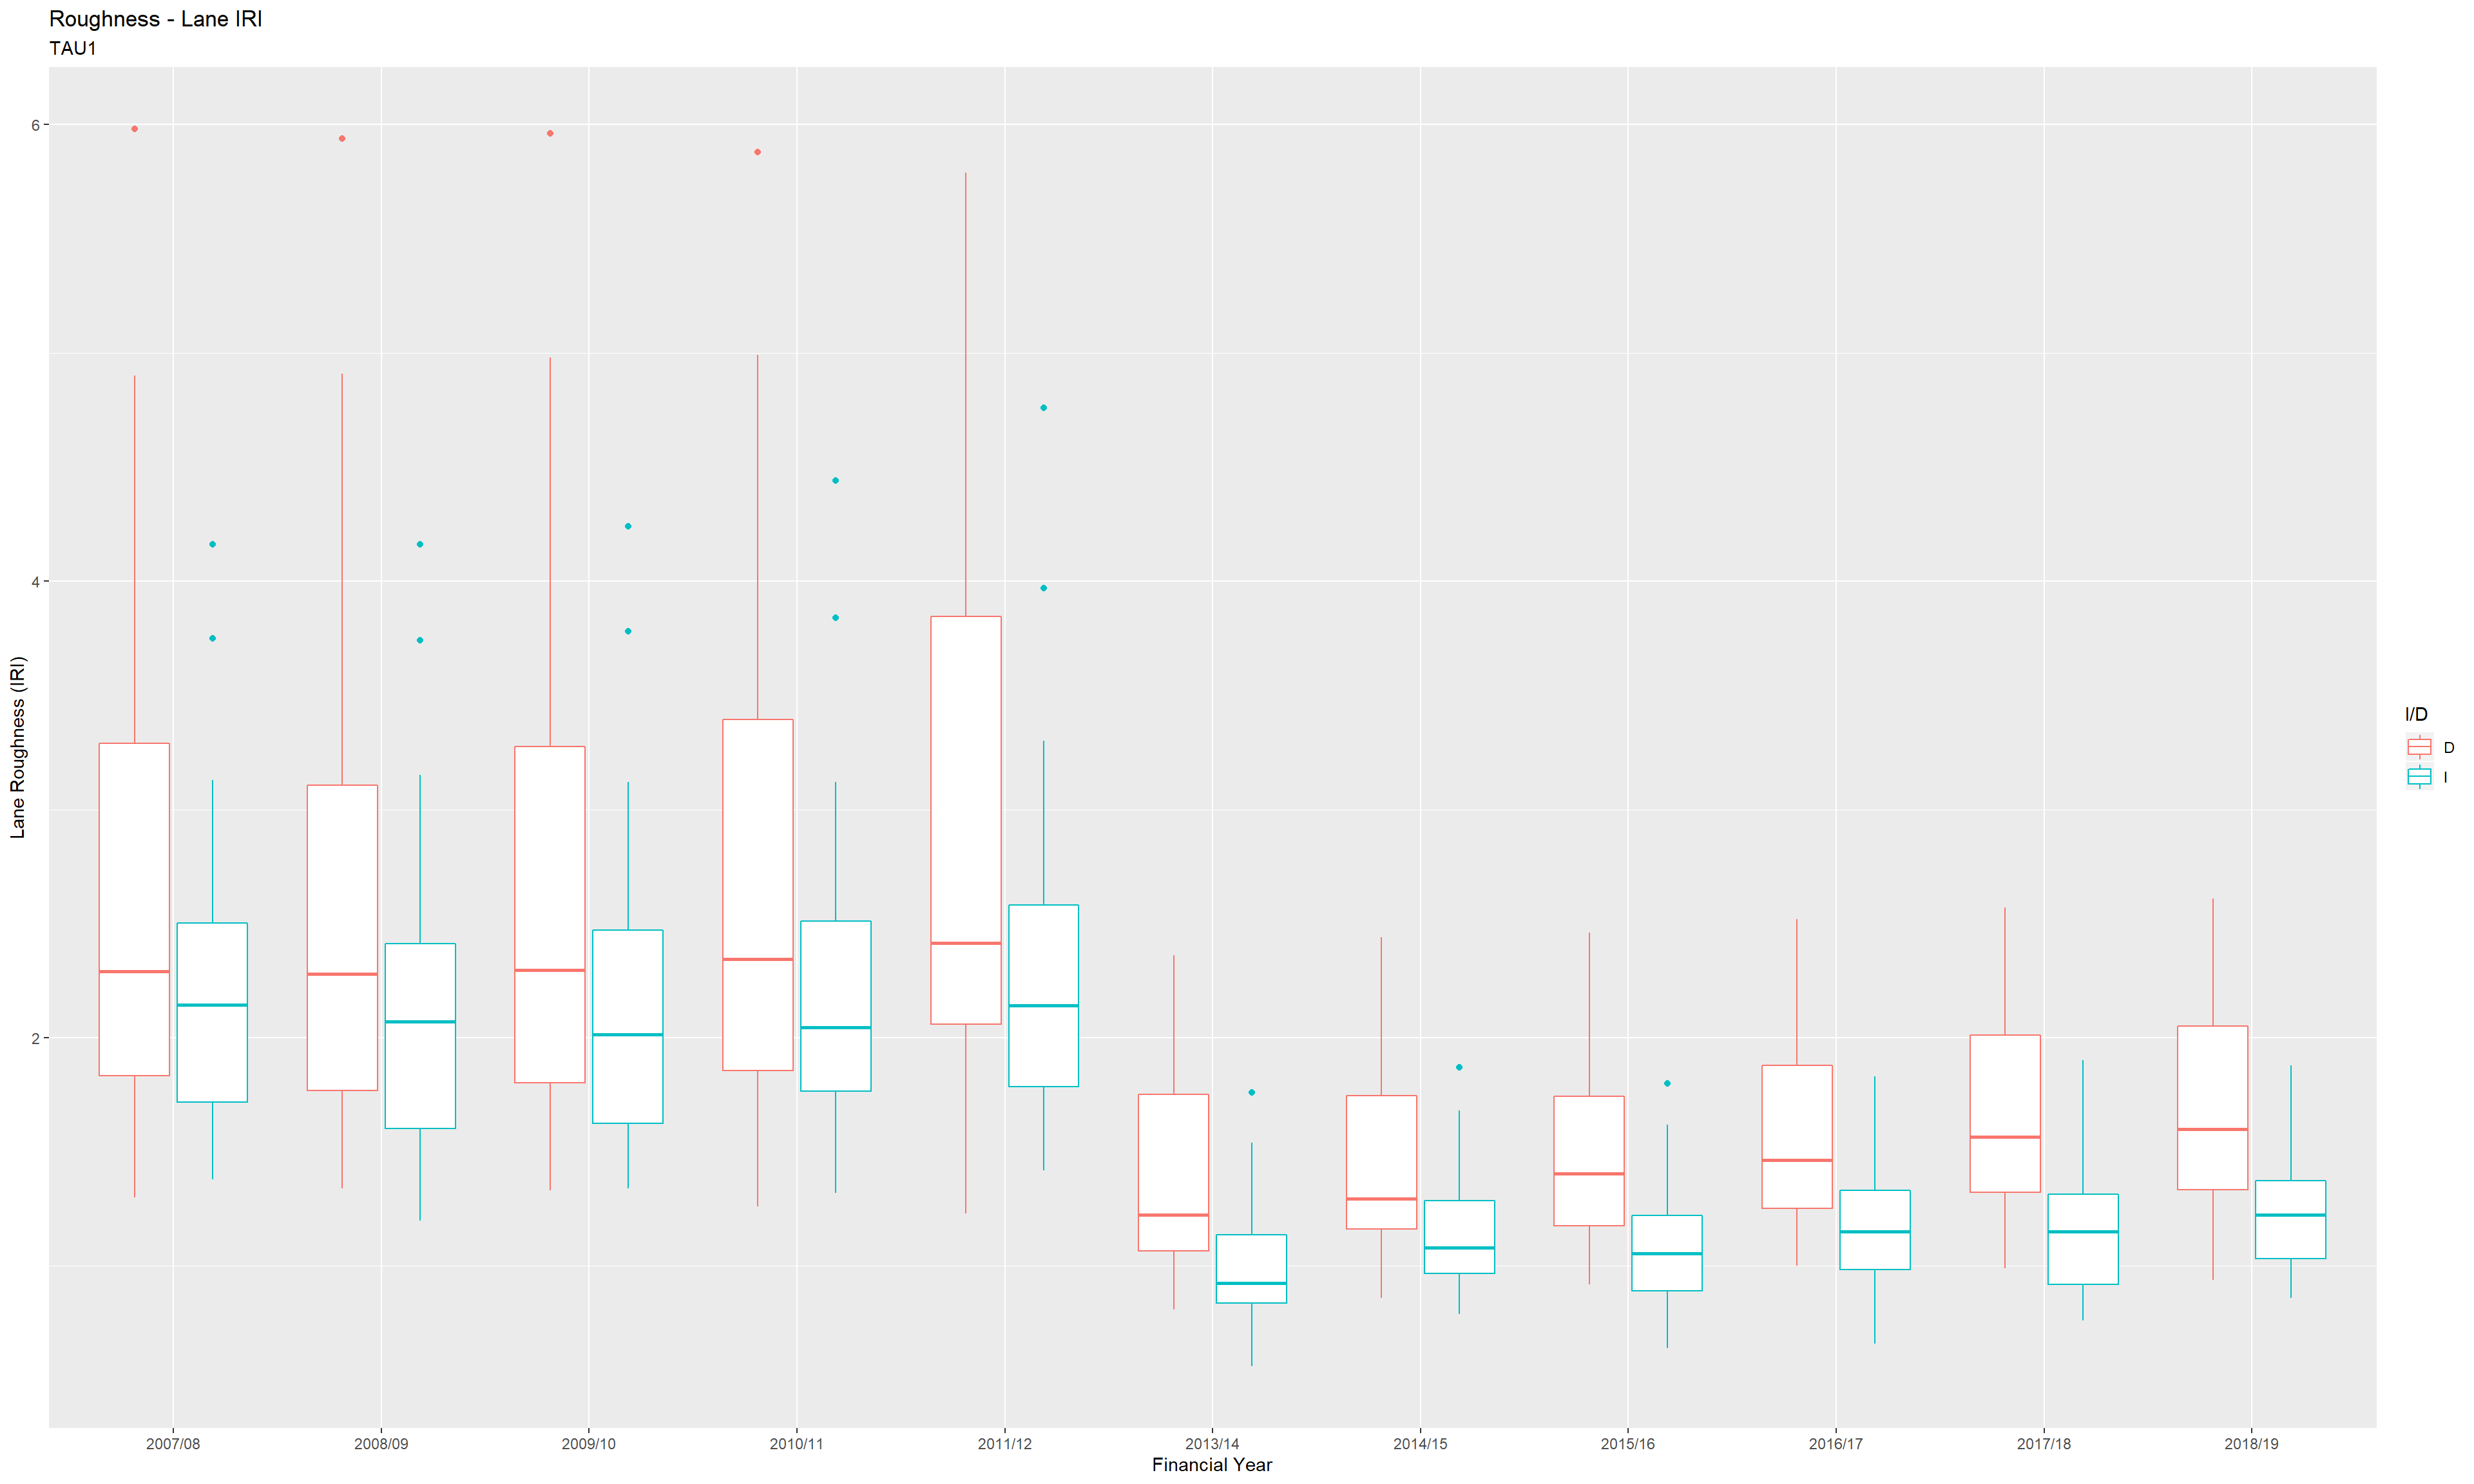 Roughness - Lane IRI
TAU1
Lane Roughness (IRI)
6
4
2
2007/08
2008/09
2009/10
2010/11
2011/12
2013/14
2014/15
2015/16
2016/17
2017/18
2018/19
Financial Year
I/D
D
I